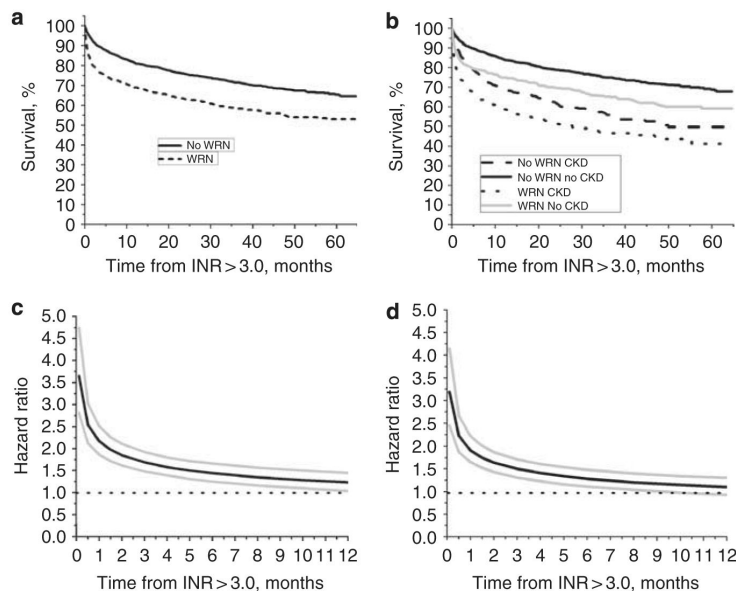 a
100
90
80
70
60
50
40
30
20
10
0
Survival, %
No WRN
WRN
0 10 20 30 40 50 60
Time from INR > 3.0, months
b
100
90
80
70
60
50
40
30
20
10
0
Survival, %
No WRN CKD
No WRN no CKD
WRN CKD
WRN No CKD
0 10 20 30 40 50 60
Time from INR > 3.0, months
c
5.0
4.5
4.0
3.5
3.0
2.5
2.0
1.5
1.0
0.5
0.0
Hazard ratio
0 1 2 3 4 5 6 7 8 9 10 11 12
Time from INR > 3.0, months
d
5.0
4.5
4.0
3.5
3.0
2.5
2.0
1.5
1.0
0.5
0.0
Hazard ratio
0 1 2 3 4 5 6 7 8 9 10 11 12
Time from INR > 3.0, months